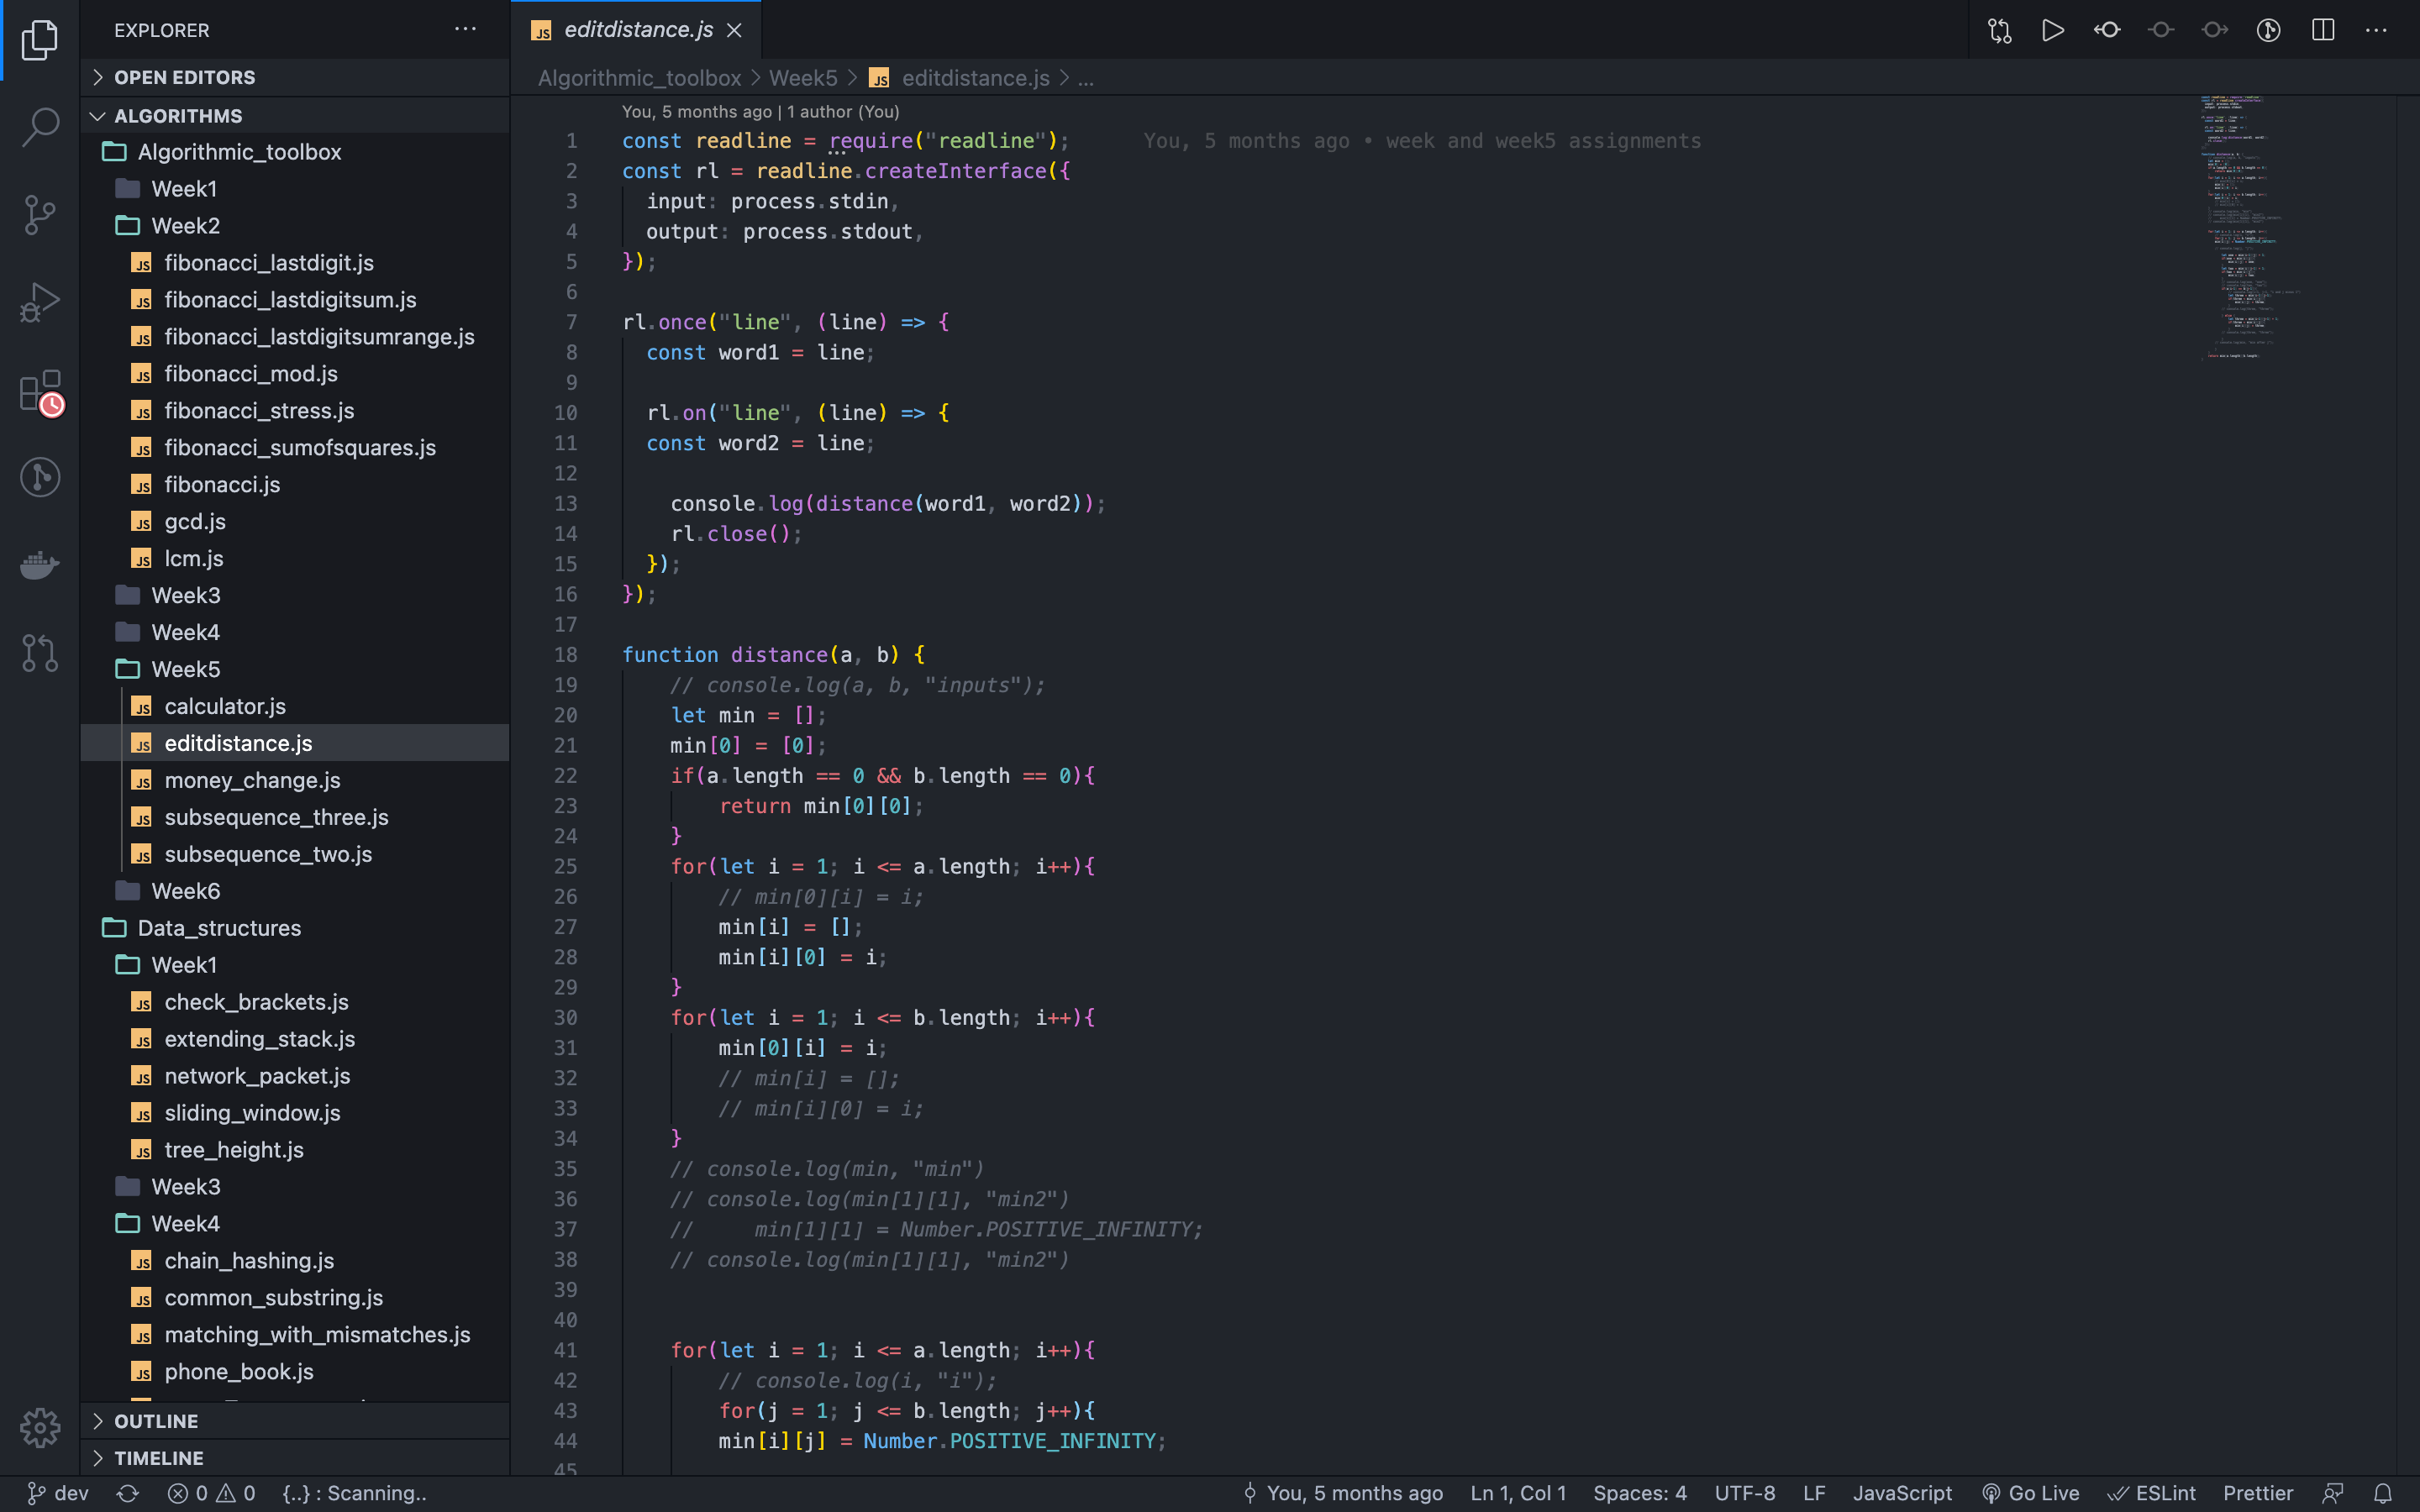 EXPLORER
OPEN EDITORS
ALGORITHMS
Algorithmic_toolbox
Week1
Week2
fibonacci_lastdigit.js
fibonacci_lastdigitsum.js
fibonacci_lastdigitsumrange.js
fibonacci_mod.js
fibonacci_stress.js
fibonacci_sumofsquares.js
fibonacci.js
gcd.js
lcm.js
Week3
Week4
Week5
calculator.js
editdistance.js
money_change.js
subsequence_three.js
subsequence_two.js
Week6
Data_structures
Week1
check_brackets.js
extending_stack.js
network_packet.js
sliding_window.js
tree_height.js
Week3
Week4
chain_hashing.js
common_substring.js
matching_with_mismatches.js
phone_book.js
OUTLINE
TIMELINE
JS editdistance.js
Algorithmic_toolbox > Week5 > JS editdistance.js > ...
You, 5 months ago | 1 author (You)
1 const readline = require("readline"); You, 5 months ago • week and week5 assignments
2 const rl = readline.createInterface({
3 input: process.stdin,
4 output: process.stdout,
5 });
6
7 rl.once("line", (line) => {
8 const word1 = line;
9
10 rl.on("line", (line) => {
11 const word2 = line;
12
13 console.log(distance(word1, word2));
14 rl.close();
15 });
16 });
17
18 function distance(a, b) {
19 // console.log(a, b, "inputs");
20 let min = [];
21 min[0] = [0];
22 if(a.length == 0 && b.length == 0){
23 return min[0][0];
24 }
25 for(let i = 1; i <= a.length; i++){
26 // min[0][i] = i;
27 min[i] = [];
28 min[i][0] = i;
29 }
30 for(let i = 1; i <= b.length; i++){
31 min[0][i] = i;
32 // min[i] = [];
33 // min[i][0] = i;
34 }
35 // console.log(min, "min")
36 // console.log(min[1][1], "min2")
37 // min[1][1] = Number.POSITIVE_INFINITY;
38 // console.log(min[1][1], "min2")
39
40
41 for(let i = 1; i <= a.length; i++){
42 // console.log(i, "i");
43 for(j = 1; j <= b.length; j++){
44 min[i][j] = Number.POSITIVE_INFINITY;
45
dev 0 0 {..} : Scanning.. You, 5 months ago Ln 1, Col 1 Spaces: 4 UTF-8 LF JavaScript Go Live ESLint Prettier